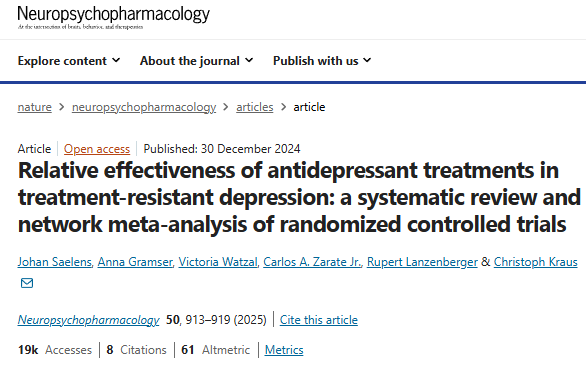 Neuropsychopharmacology
At the intersection of brain, behavior, and therapeutics
Explore content About the journal Publish with us
nature > neuropsychopharmacology > articles > article
Article | Open access | Published: 30 December 2024
Relative effectiveness of antidepressant treatments in
treatment-resistant depression: a systematic review and
network meta-analysis of randomized controlled trials
Johan Saelens, Anna Gramser, Victoria Watzal, Carlos A. Zarate Jr., Rupert Lanzenberger & Christoph Kraus
Neuropsychopharmacology 50, 913–919 (2025) | Cite this article
19k Accesses | 8 Citations | 61 Altmetric | Metrics